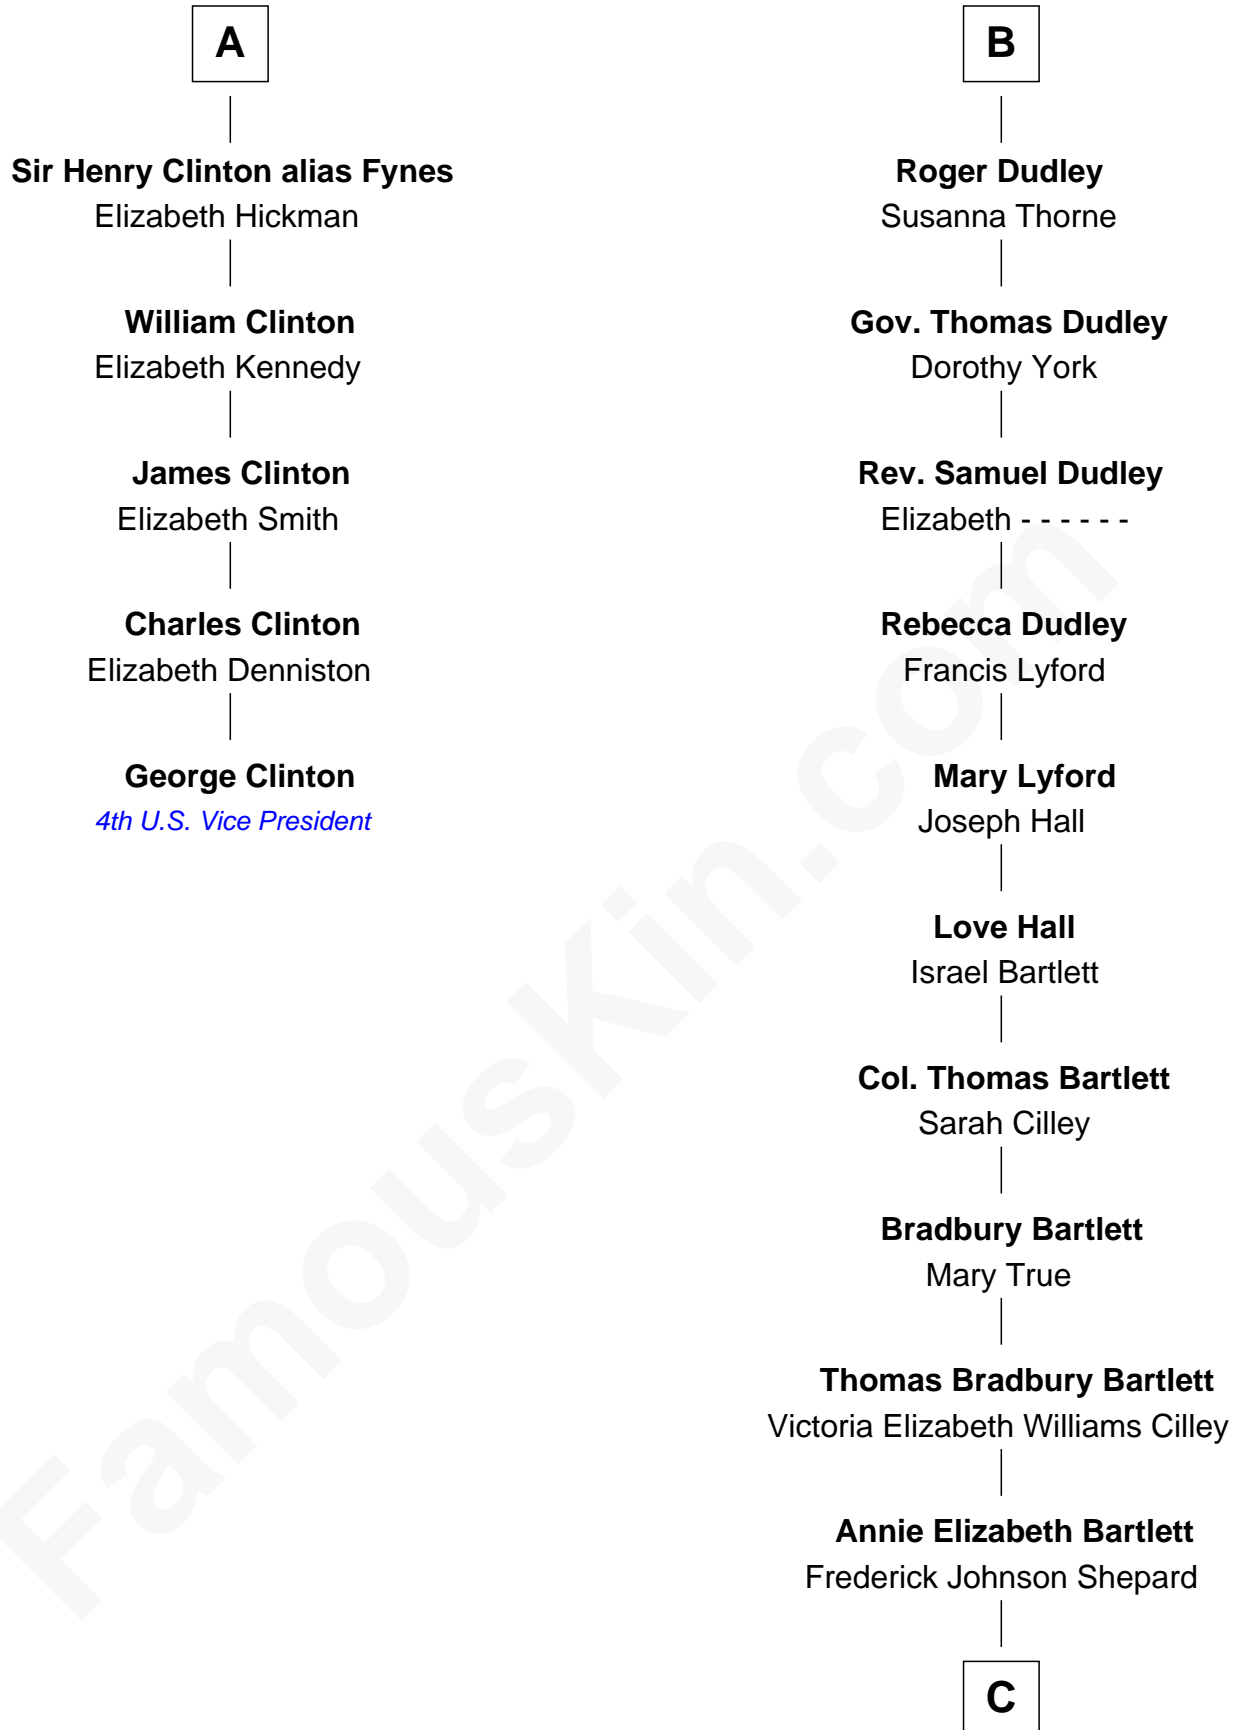 A
Sir Henry Clinton alias Fynes
Elizabeth Hickman
William Clinton
Elizabeth Kennedy
James Clinton
Elizabeth Smith
Charles Clinton
Elizabeth Denniston
George Clinton
4th U.S. Vice President
B
Roger Dudley
Susanna Thorne
Gov. Thomas Dudley
Dorothy York
Rev. Samuel Dudley
Elizabeth - - - - - -
Rebecca Dudley
Francis Lyford
Mary Lyford
Joseph Hall
Love Hall
Israel Bartlett
Col. Thomas Bartlett
Sarah Cilley
Bradbury Bartlett
Mary True
Thomas Bradbury Bartlett
Victoria Elizabeth Williams Cilley
Annie Elizabeth Bartlett
Frederick Johnson Shepard
C
FamousKin.com